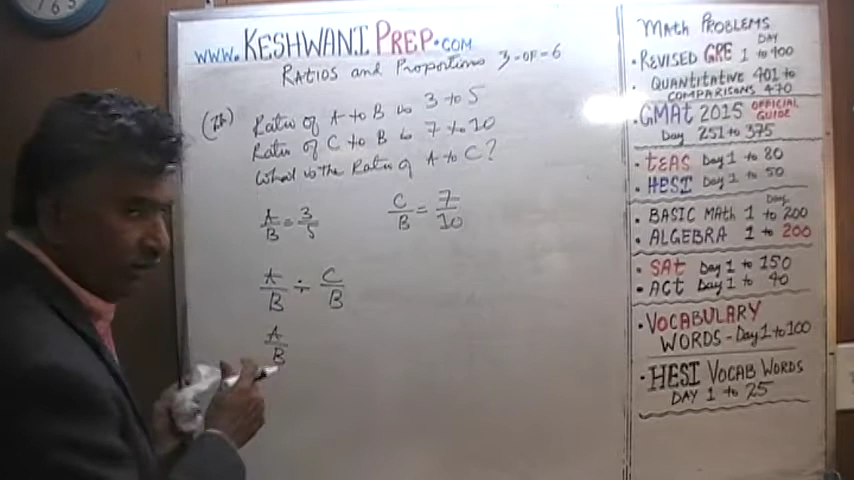 www.KESHWANIPREP.COM
RATIOS and Proportions 3-OF-6
Ratio of A to B is 3 to 5
Ratio of C to B is 7 to 10
What is the Ratio of A to C?
A/B = 3/5
C/B = 7/10
A/B ÷ C/B
A/B
MATH PROBLEMS
DAY
• REVISED GRE 1 to 400
• QUANTITATIVE 401 to
COMPARISONS 470
• GMAt 2015 OFFICIAL GUIDE
Day 251 to 375
• tEAS Day 1 to 80
• HESI Day 1 to 50
Day
• BASIC MAth 1 to 200
• ALGEBRA 1 to 200
• SAt Day 1 to 150
• ACt Day 1 to 40
• VOCABULARY
WORDS - Day 1 to 100
• HESI VOCAB WORDS
DAY 1 to 25